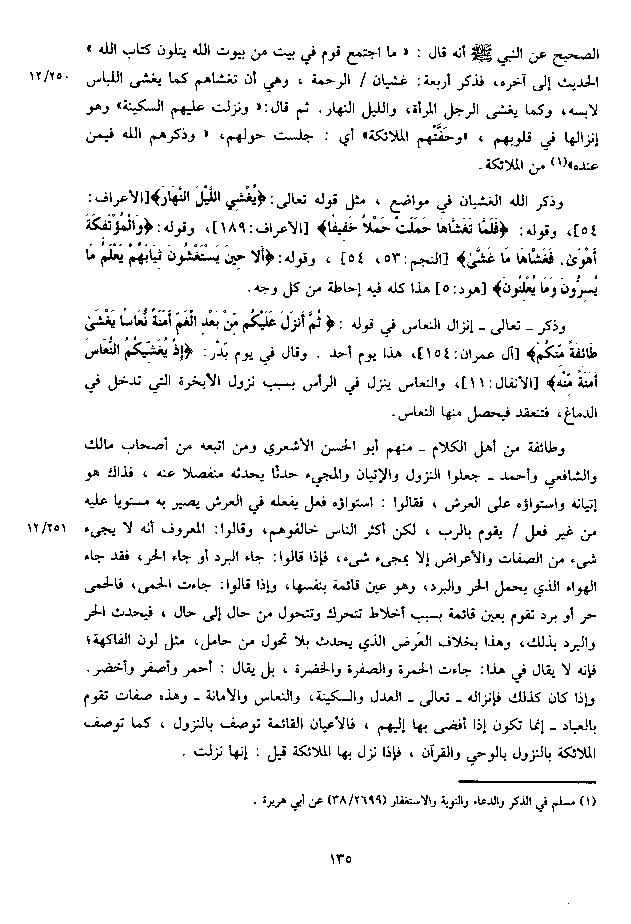 الصحيح عن النبي ﷺ أنه قال : « ما اجتمع قوم في بيت من بيوت الله يتلون كتاب الله »
١٢/٢٥٠ الحديث إلى آخره، فذكر أربعة: غشيان / الرحمة ، وهي أن تغشاهم كما يغشى اللباس
لابسه، وكما يغشى الرجل المرأة، والليل النهار. ثم قال:« ونزلت عليهم السكينة» وهو
إنزالها في قلوبهم ، «وحَفَّتْهم الملائكة» أي : جلست حولهم، « وذكرهم الله فيمن
عنده»(١) من الملائكة.
وذكر الله الغشيان في مواضع ، مثل قوله تعالى: ﴿يُغْشِي اللَّيْلَ النَّهَارَ﴾[الأعراف:
٥٤]، وقوله: ﴿فَلَمَّا تَغَشَّاهَا حَمَلَتْ حَمْلاً خَفِيفًا﴾ [الأعراف:١٨٩]، وقوله: ﴿وَالْمُؤْتَفِكَةَ
أَهْوَىٰ. فَغَشَّاهَا مَا غَشَّىٰ﴾ [النجم:٥٣، ٥٤] ، وقوله: ﴿أَلَا حِينَ يَسْتَغْشُونَ ثِيَابَهُمْ يَعْلَمُ مَا
يُسِرُّونَ وَمَا يُعْلِنُونَ﴾ [هود:٥] هذا كله فيه إحاطة من كل وجه.
وذكر ـ تعالى ـ إنزال النعاس في قوله : ﴿ ثُمَّ أَنزَلَ عَلَيْكُم مِّنْ بَعْدِ الْغَمِّ أَمَنَةً نُّعَاسًا يَغْشَىٰ
طَائِفَةً مِّنكُمْ﴾ [آل عمران:١٥٤]، هذا يوم أحد . وقال في يوم بَدْر: ﴿إِذْ يُغَشِّيكُمُ النُّعَاسَ
أَمَنَةً مِّنْهُ﴾ [الأنفال:١١]، والنعاس ينزل في الرأس بسبب نزول الأبخرة التي تدخل في
الدماغ، فتنعقد فيحصل منها النعاس.
وطائفة من أهل الكلام ـ منهم أبو الحسن الأشعري ومن اتبعه من أصحاب مالك
والشافعي وأحمد ـ جعلوا النزول والإتيان والمجيء حدثًا يحدثه منفصلا عنه ، فذاك هو
إتيانه واستواؤه على العرش ، فقالوا : استواؤه فعل يفعله في العرش يصير به مستويا عليه
١٢/٢٥١ من غير فعل / يقوم بالرب ، لكن أكثر الناس خالفوهم، وقالوا: المعروف أنه لا يجيء
شيء من الصفات والأعراض إلا بمجيء شيء، فإذا قالوا: جاء البرد أو جاء الحر، فقد جاء
الهواء الذي يحمل الحر والبرد، وهو عين قائمة بنفسها، وإذا قالوا: جاءت الحمى، فالحمى
حر أو برد تقوم بعين قائمة بسبب أخلاط تتحرك وتتحول من حال إلى حال ، فيحدث الحر
والبرد بذلك، وهذا بخلاف العَرَض الذي يحدث بلا تحول من حامل، مثل لون الفاكهة؛
فإنه لا يقال في هذا: جاءت الحمرة والصفرة والخضرة ، بل يقال : أحمر وأصفر وأخضر.
وإذا كان كذلك فإنزاله ـ تعالى ـ العدل والسكينة، والنعاس والأمانة ـ وهذه صفات تقوم
بالعباد ـ إنما تكون إذا أفضى بها إليهم ، فالأعيان القائمة توصف بالنزول ، كما توصف
الملائكة بالنزول بالوحي والقرآن ، فإذا نزل بها الملائكة قيل : إنها نزلت .
(١) مسلم في الذكر والدعاء والتوبة والاستغفار (٣٨/٢٦٩٩) عن أبي هريرة .
١٣٥